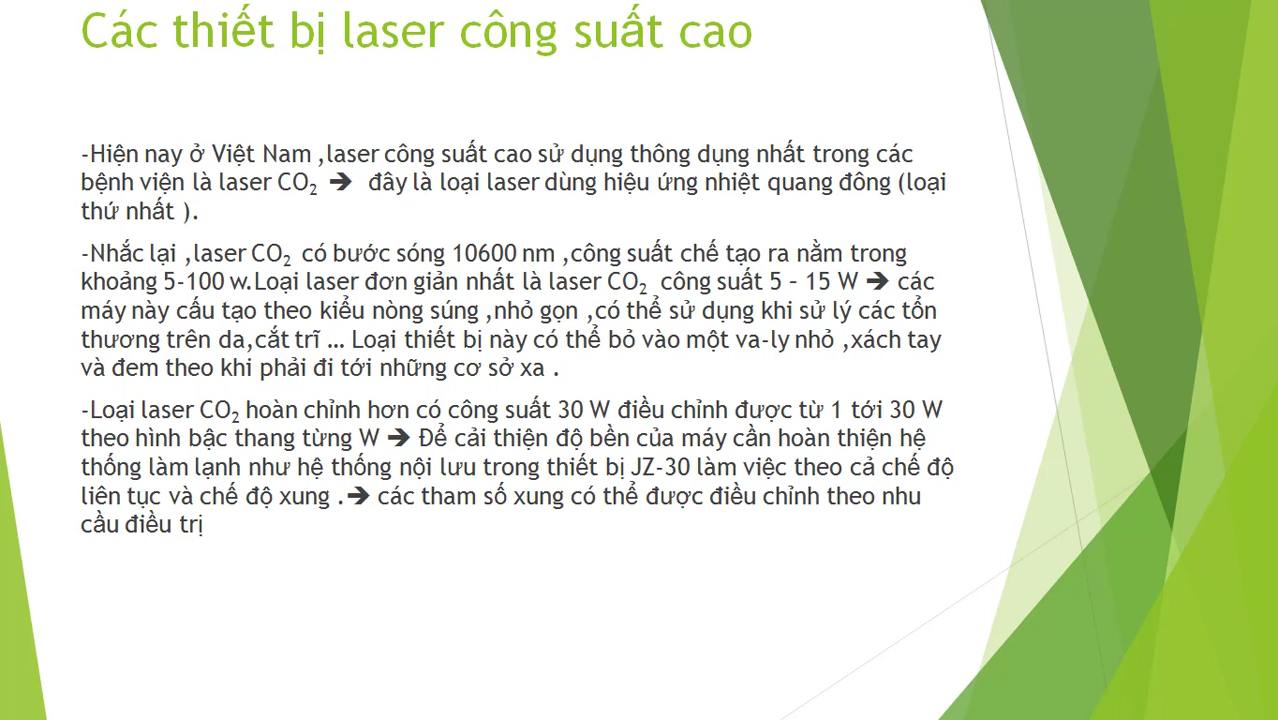 Các thiết bị laser công suất cao
-Hiện nay ở Việt Nam ,laser công suất cao sử dụng thông dụng nhất trong các
bệnh viện là laser CO₂ ➔ đây là loại laser dùng hiệu ứng nhiệt quang đông (loại
thứ nhất ).
-Nhắc lại ,laser CO₂ có bước sóng 10600 nm ,công suất chế tạo ra nằm trong
khoảng 5-100 w.Loại laser đơn giản nhất là laser CO₂ công suất 5 – 15 W ➔ các
máy này cấu tạo theo kiểu nòng súng ,nhỏ gọn ,có thể sử dụng khi sử lý các tổn
thương trên da,cắt trĩ … Loại thiết bị này có thể bỏ vào một va-ly nhỏ ,xách tay
và đem theo khi phải đi tới những cơ sở xa .
-Loại laser CO₂ hoàn chỉnh hơn có công suất 30 W điều chỉnh được từ 1 tới 30 W
theo hình bậc thang từng W ➔ Để cải thiện độ bền của máy cần hoàn thiện hệ
thống làm lạnh như hệ thống nội lưu trong thiết bị JZ-30 làm việc theo cả chế độ
liên tục và chế độ xung .➔ các tham số xung có thể được điều chỉnh theo nhu
cầu điều trị